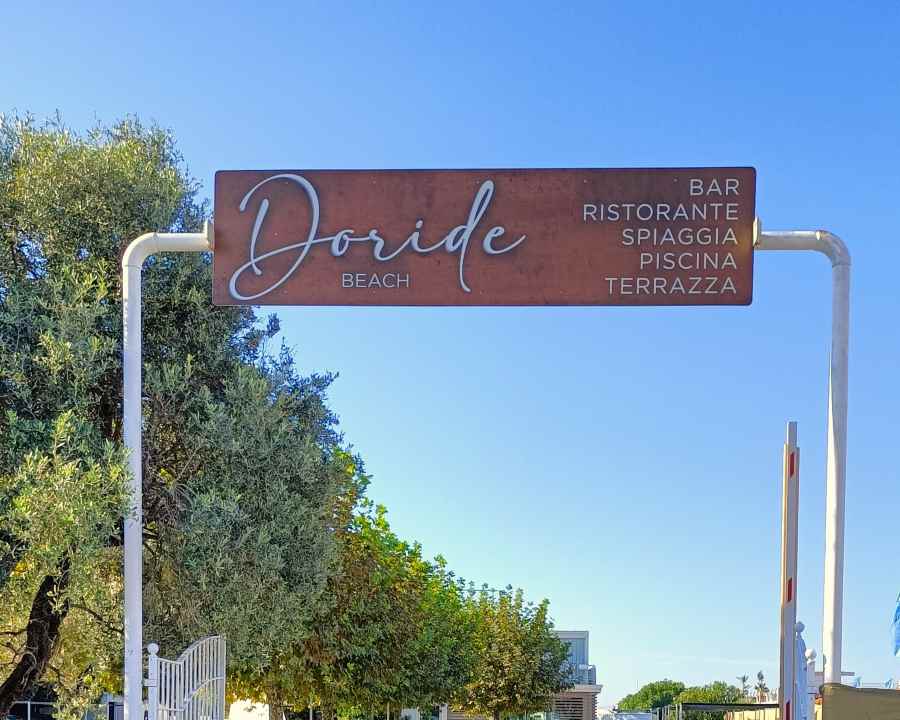 Doride
BEACH
BAR
RISTORANTE
SPIAGGIA
PISCINA
TERRAZZA